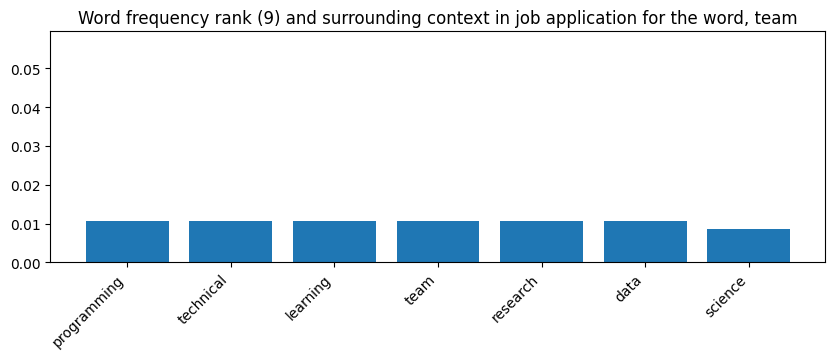 Word frequency rank (9) and surrounding context in job application for the word, team
0.05
0.04
0.03
0.02
0.01
0.00
programming
technical
learning
team
research
data
science